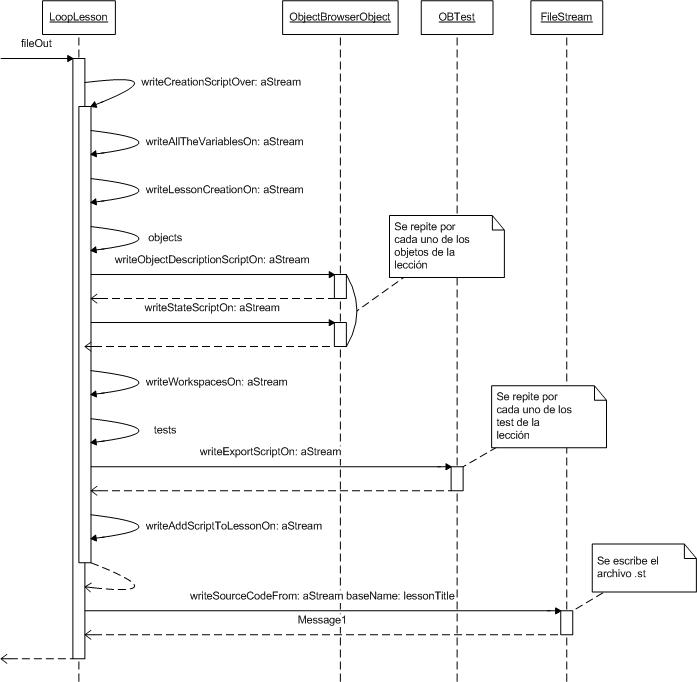 LoopLesson
ObjectBrowserObject
OBTest
FileStream
fileOut
writeCreationScriptOver: aStream
writeAllTheVariablesOn: aStream
writeLessonCreationOn: aStream
objects
Se repite por
cada uno de los
objetos de la
lección
writeObjectDescriptionScriptOn: aStream
writeStateScriptOn: aStream
writeWorkspacesOn: aStream
Se repite por
cada uno de los
test de la
lección
tests
writeExportScriptOn: aStream
writeAddScriptToLessonOn: aStream
Se escribe el
archivo .st
writeSourceCodeFrom: aStream baseName: lessonTitle
Message1